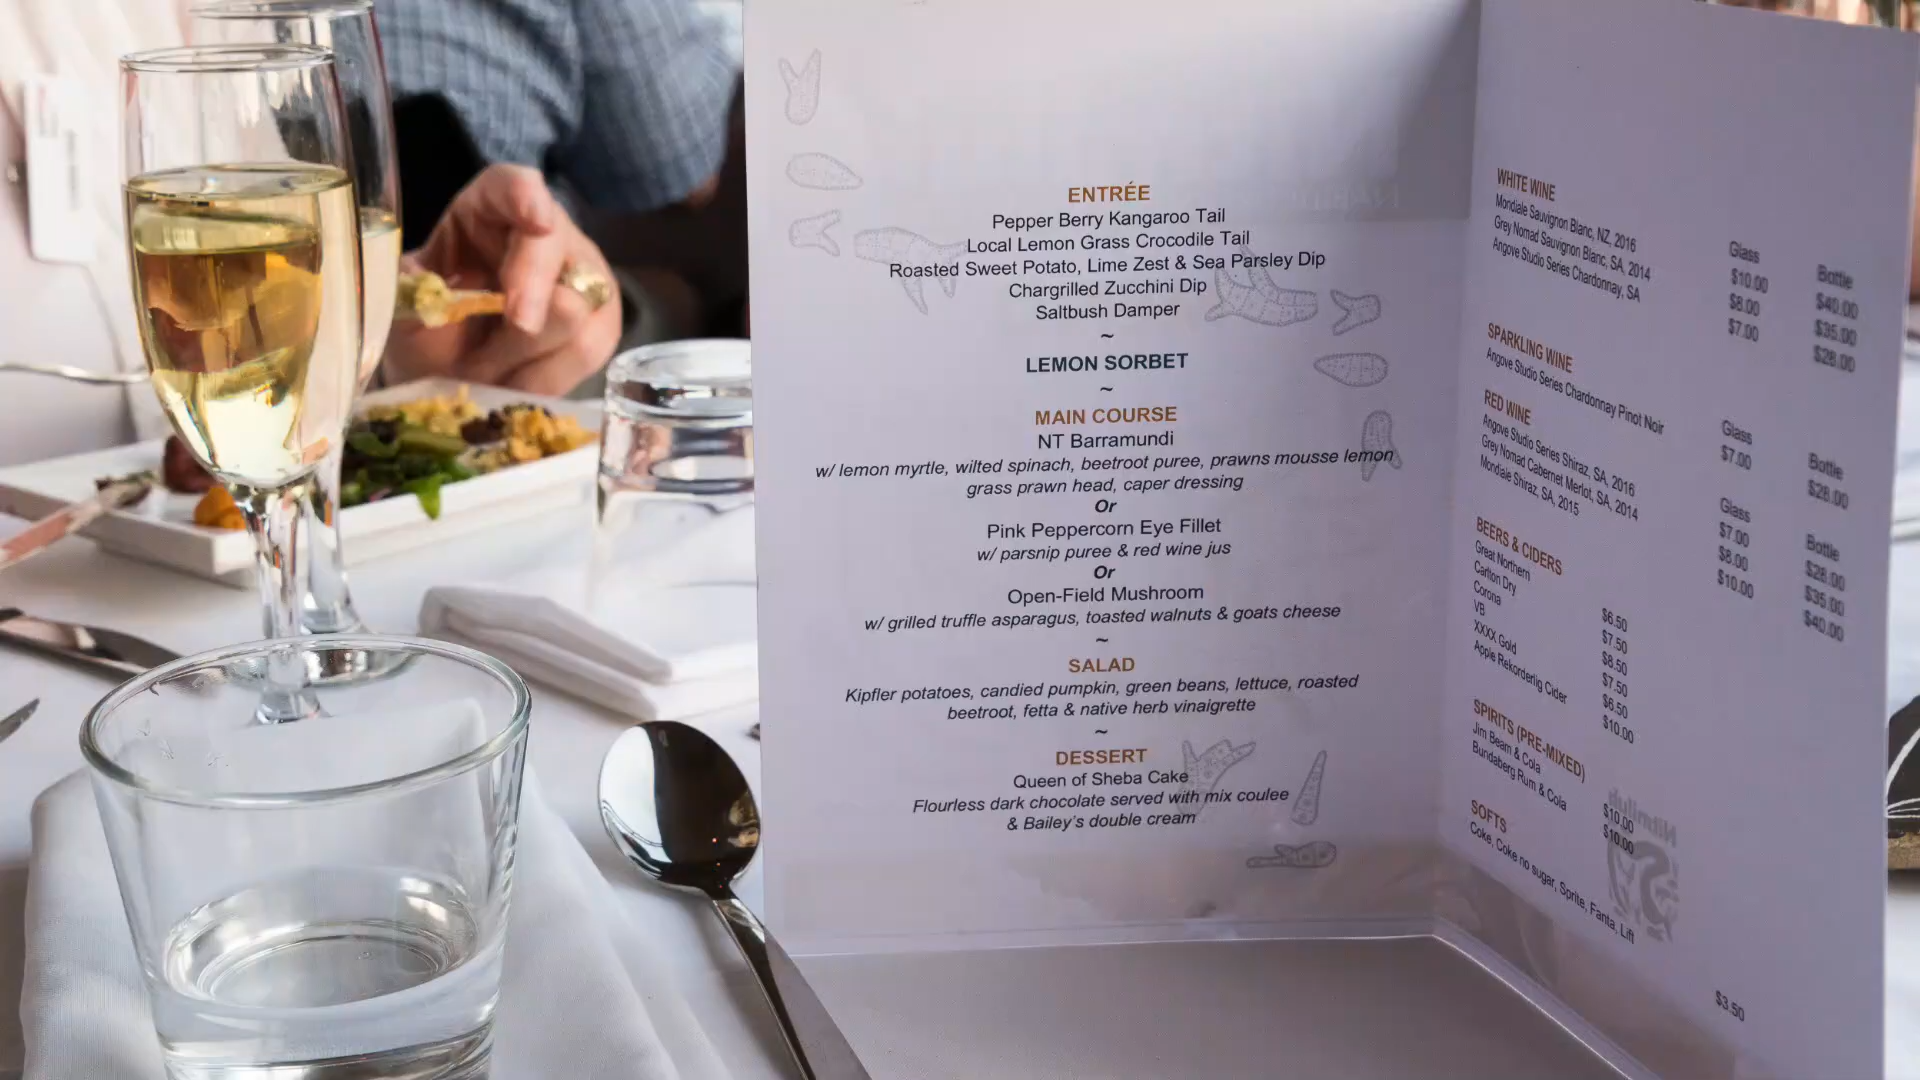 ENTRÉE
Pepper Berry Kangaroo Tail
Local Lemon Grass Crocodile Tail
Roasted Sweet Potato, Lime Zest & Sea Parsley Dip
Chargrilled Zucchini Dip
Saltbush Damper
~
LEMON SORBET
~
MAIN COURSE
NT Barramundi
w/ lemon myrtle, wilted spinach, beetroot puree, prawns mousse lemon
grass prawn head, caper dressing
Or
Pink Peppercorn Eye Fillet
w/ parsnip puree & red wine jus
Or
Open-Field Mushroom
w/ grilled truffle asparagus, toasted walnuts & goats cheese
~
SALAD
Kipfler potatoes, candied pumpkin, green beans, lettuce, roasted
beetroot, fetta & native herb vinaigrette
~
DESSERT
Queen of Sheba Cake
Flourless dark chocolate served with mix coulee
& Bailey's double cream
WHITE WINE Glass Bottle
Mondiale Sauvignon Blanc, NZ, 2016 $10.00 $40.00
Grey Nomad Sauvignon Blanc, SA, 2014 $8.00 $35.00
Angove Studio Series Chardonnay, SA $7.00 $28.00
SPARKLING WINE Glass Bottle
Angove Studio Series Chardonnay Pinot Noir $7.00 $28.00
RED WINE Glass Bottle
Angove Studio Series Shiraz, SA, 2016 $7.00 $28.00
Grey Nomad Cabernet Merlot, SA, 2014 $8.00 $35.00
Mondiale Shiraz, SA, 2015 $10.00 $40.00
BEERS & CIDERS
Great Northern $6.50
Carlton Dry $7.50
Corona $8.50
VB $7.50
XXXX Gold $6.50
Apple Rekorderlig Cider $10.00
SPIRITS (PRE-MIXED)
Jim Beam & Cola $10.00
Bundaberg Rum & Cola $10.00
SOFTS
Coke, Coke no sugar, Sprite, Fanta, Lift $3.50